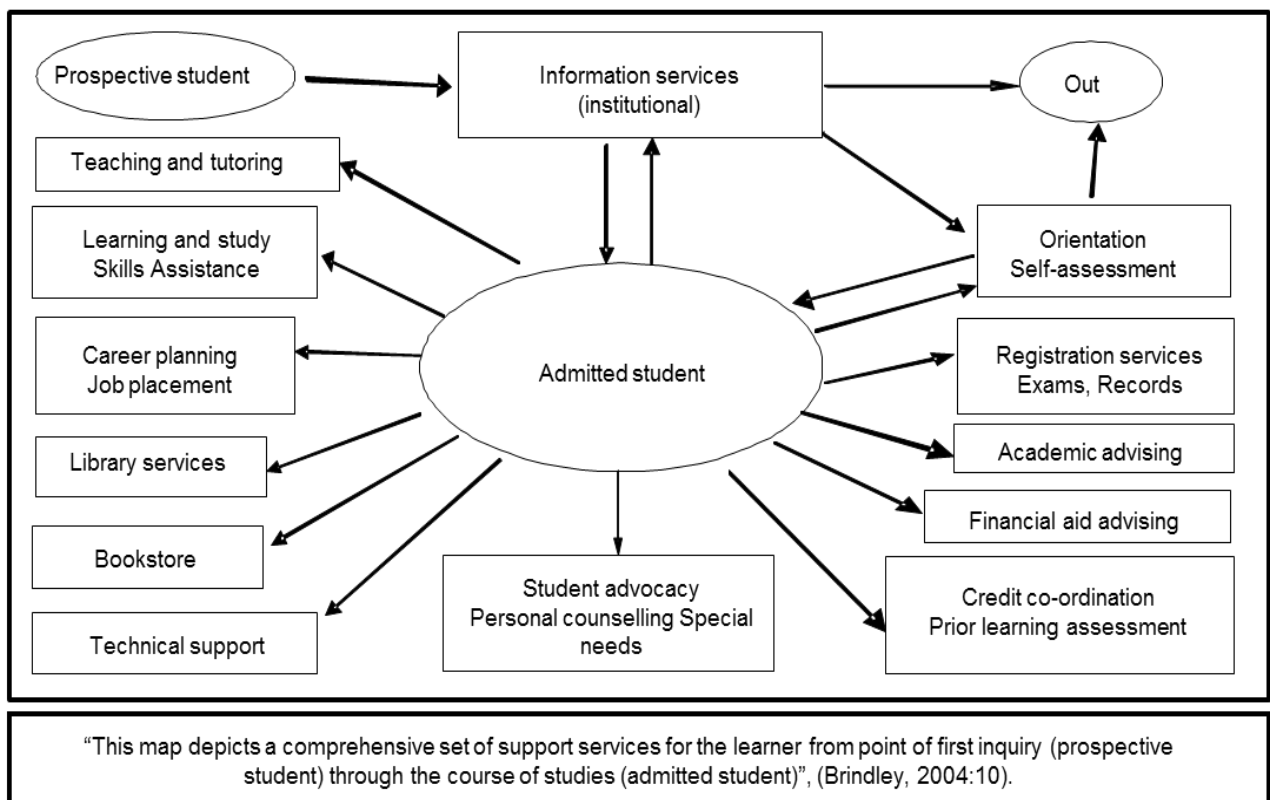 Prospective student
Information services
(institutional)
Out
Teaching and tutoring
Learning and study
Skills Assistance
Orientation
Self-assessment
Career planning
Job placement
Admitted student
Registration services
Exams, Records
Library services
Academic advising
Financial aid advising
Bookstore
Student advocacy
Personal counselling Special
needs
Credit co-ordination
Prior learning assessment
Technical support
“This map depicts a comprehensive set of support services for the learner from point of first inquiry (prospective
student) through the course of studies (admitted student)”, (Brindley, 2004:10).